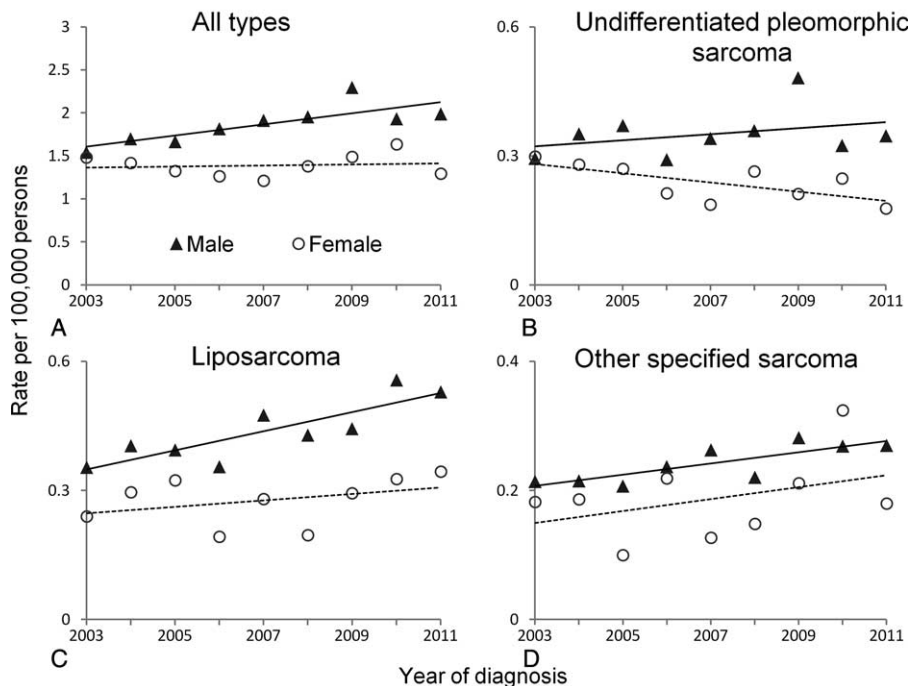 Rate per 100,000 persons
All types
3
2.5
2
1.5
1
0.5
0
Male
Female
2003 2005 2007 2009 2011
A
Undifferentiated pleomorphic
sarcoma
0.6
0.3
0
2003 2005 2007 2009 2011
B
Liposarcoma
0.6
0.3
0
2003 2005 2007 2009 2011
C
Other specified sarcoma
0.4
0.2
0
2003 2005 2007 2009 2011
D
Year of diagnosis